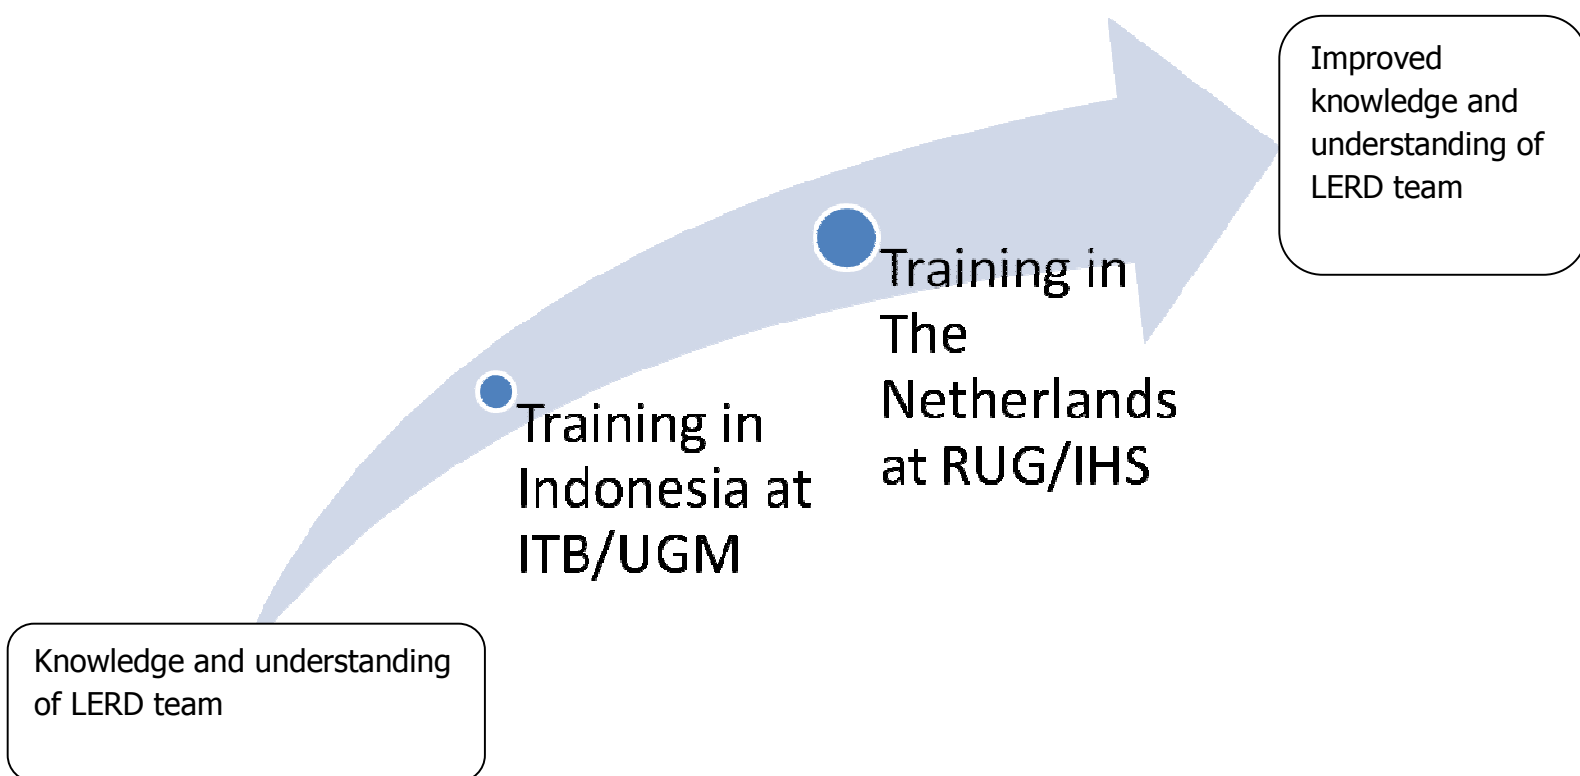 Improved
knowledge and
understanding of
LERD team
Training in
The
Netherlands
at RUG/IHS
Training in
Indonesia at
ITB/UGM
Knowledge and understanding
of LERD team